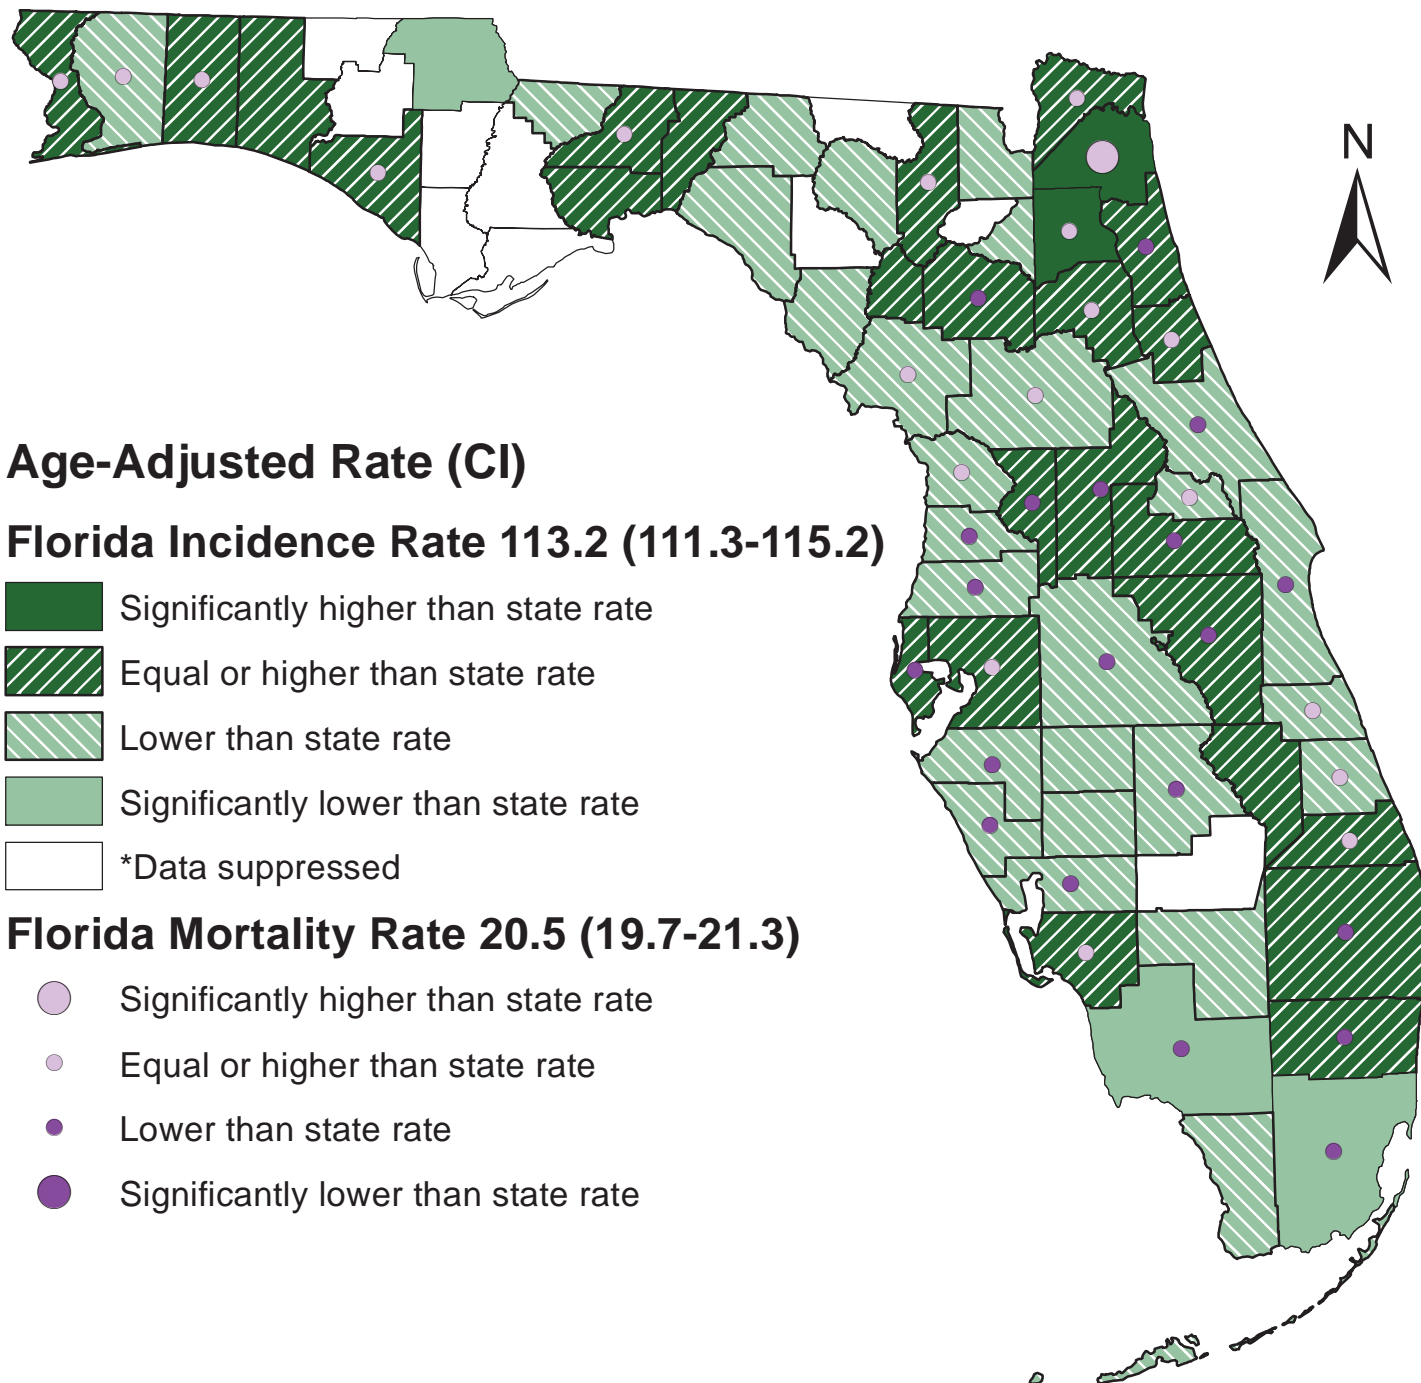 N
Age-Adjusted Rate (CI)
Florida Incidence Rate 113.2 (111.3-115.2)
Significantly higher than state rate
Equal or higher than state rate
Lower than state rate
Significantly lower than state rate
*Data suppressed
Florida Mortality Rate 20.5 (19.7-21.3)
Significantly higher than state rate
Equal or higher than state rate
Lower than state rate
Significantly lower than state rate